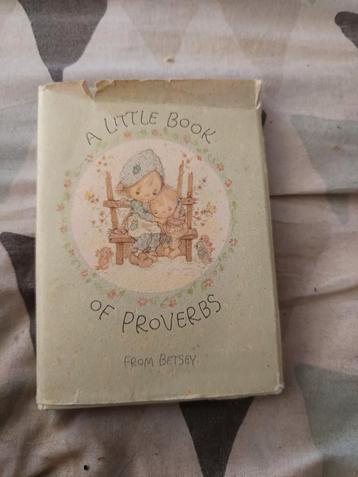 A LITTLE BOOK
OF PROVERBS
FROM BETSEY